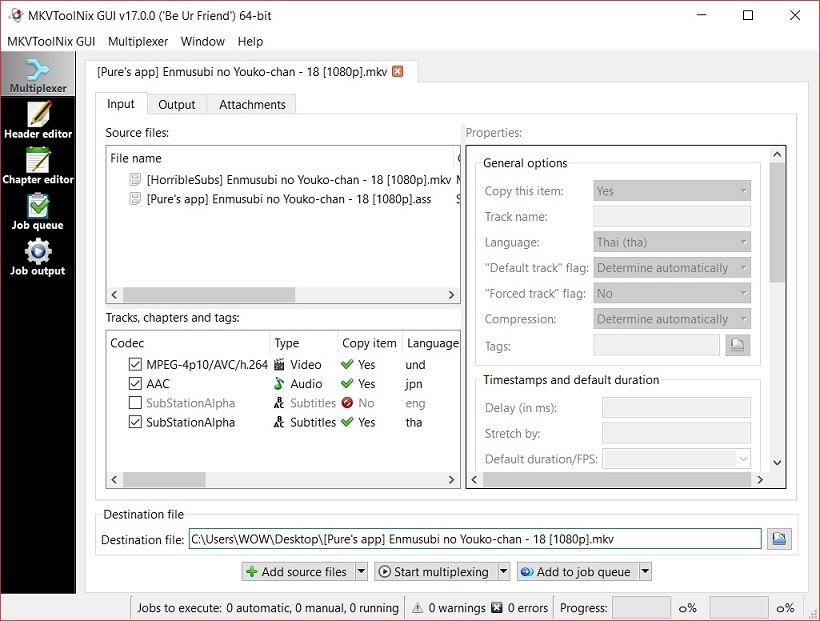 MKVToolNix GUI v17.0.0 ('Be Ur Friend') 64-bit
MKVToolNix GUI Multiplexer Window Help
Multiplexer
Header editor
Chapter editor
Job queue
Job output
[Pure's app] Enmusubi no Youko-chan - 18 [1080p].mkv
Input Output Attachments
Source files:
File name
[HorribleSubs] Enmusubi no Youko-chan - 18 [1080p].mkv
[Pure's app] Enmusubi no Youko-chan - 18 [1080p].ass
Tracks, chapters and tags:
Codec Type Copy item Language
MPEG-4p10/AVC/h.264 Video Yes und
AAC Audio Yes jpn
SubStationAlpha Subtitles No eng
SubStationAlpha Subtitles Yes tha
Properties:
General options
Copy this item: Yes
Track name:
Language: Thai (tha)
"Default track" flag: Determine automatically
"Forced track" flag: No
Compression: Determine automatically
Tags:
Timestamps and default duration
Delay (in ms):
Stretch by:
Default duration/FPS:
Destination file
Destination file: C:\Users\WOW\Desktop\[Pure's app] Enmusubi no Youko-chan - 18 [1080p].mkv
Add source files Start multiplexing Add to job queue
Jobs to execute: 0 automatic, 0 manual, 0 running 0 warnings 0 errors Progress: 0% 0%